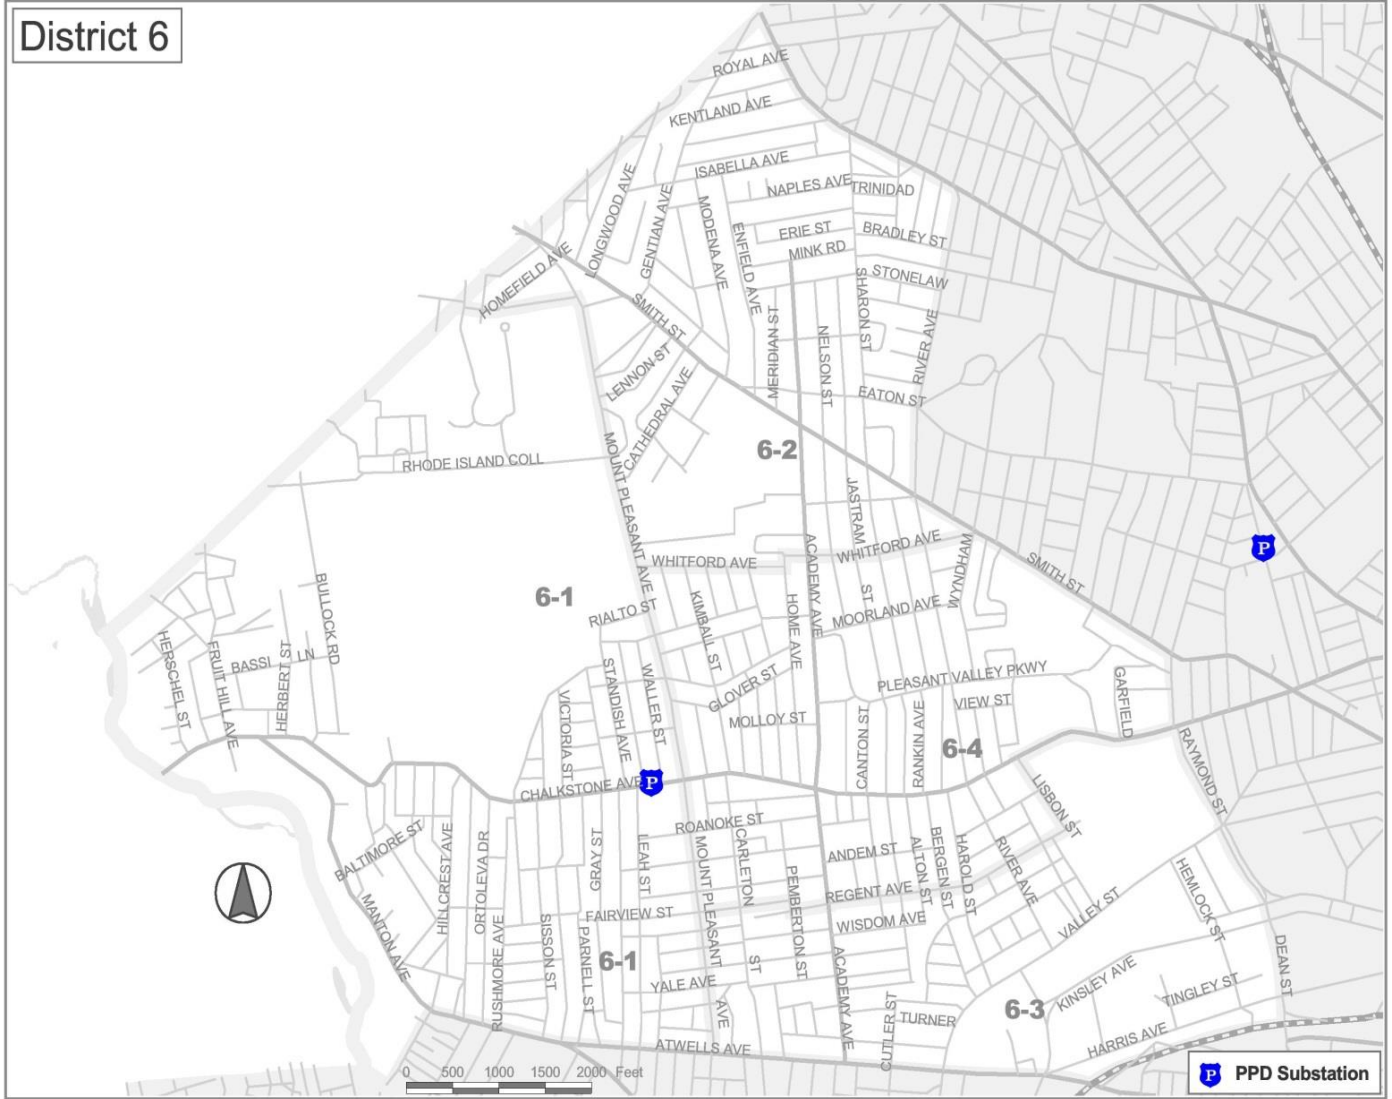 District 6
ROYAL AVE
KENTLAND AVE
ISABELLA AVE
NAPLES AVE
TRINIDAD
LONGWOOD AVE
GENTIAN AVE
MODENA AVE
ENFIELD AVE
ERIE ST
BRADLEY ST
MINK RD
HOMEFIELD AVE
STONELAW
SHARON ST
SMITH ST
MERIDIAN ST
NELSON ST
RIVER AVE
LENNON ST
CATHEDRAL AVE
EATON ST
6-2
RHODE ISLAND COLL
MOUNT PLEASANT AVE
JASTRAM
ST
P
ACADEMY AVE
WHITFORD AVE
WHITFORD AVE
WYNDHAM
SMITH ST
6-1
BULLOCK RD
RIALTO ST
KIMBALL ST
HOME AVE
MOORLAND AVE
HERSCHEL ST
FRUIT HILL AVE
BASSI LN
HERBERT ST
STANDISH AVE
WALLER ST
GLOVER ST
PLEASANT VALLEY PKWY
GARFIELD
VICTORIA ST
MOLLOY ST
CANTON ST
RANKIN AVE
VIEW ST
6-4
RAYMOND ST
CHALKSTONE AVE
P
LISBON ST
BALTIMORE ST
HILLCREST AVE
ORTOLEVA DR
GRAY ST
LEAH ST
ROANOKE ST
MOUNT PLEASANT
AVE
CARLETON
ST
PEMBERTON ST
ANDEM ST
ALTON ST
BERGEN ST
HAROLD ST
RIVER AVE
REGENT AVE
HEMLOCK ST
MANTON AVE
RUSHMORE AVE
SISSON ST
PARNELL ST
FAIRVIEW ST
WISDOM AVE
VALLEY ST
6-1
YALE AVE
ACADEMY AVE
DEAN ST
KINSLEY AVE
TINGLEY ST
6-3
CUTLER ST
TURNER
HARRIS AVE
ATWELLS AVE
0 500 1000 1500 2000 Feet
P PPD Substation